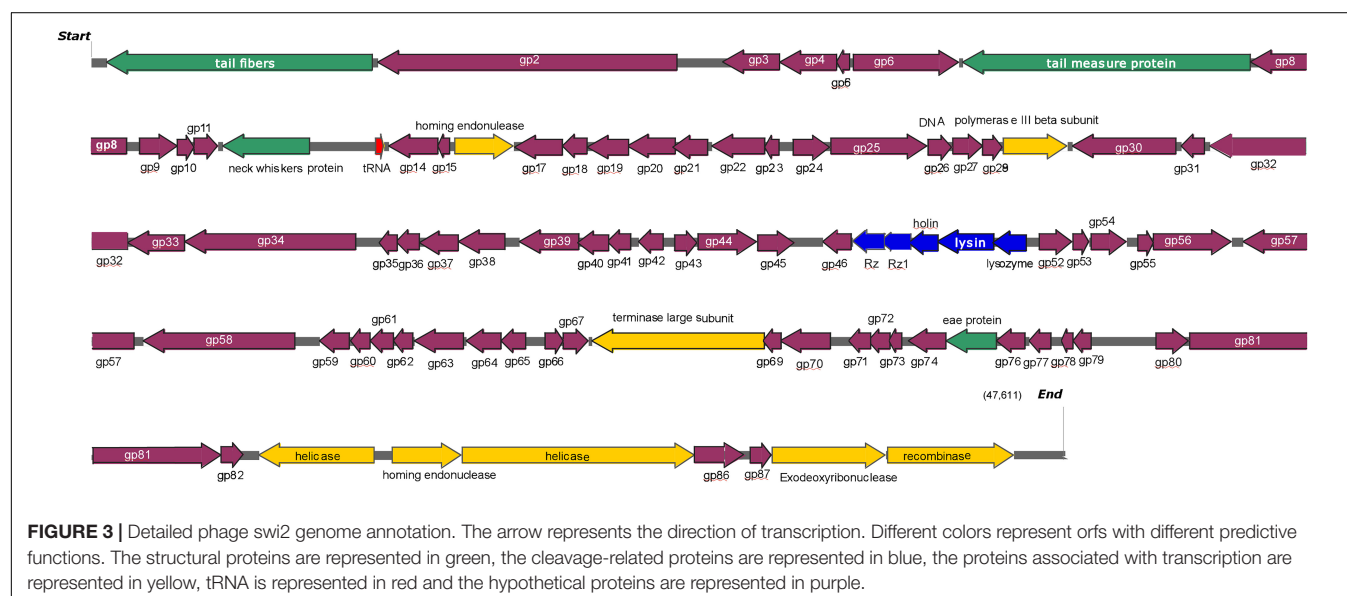 Start
tail fibers gp2 gp3 gp4 gp6 tail measure protein gp8
gp5
gp11 homing endonulease DNA polymeras e III beta subunit
gp8 gp25 gp30
gp9 gp10 neck whiskers protein tRNA gp14 gp15 gp17 gp18 gp19 gp20 gp21 gp22 gp23 gp24 gp26 gp27 gp31 gp32
holin gp54
gp33 gp34 gp39 gp44 lysin gp56 gp57
gp32 gp35 gp36 gp37 gp38 gp40 gp41 gp42 gp43 gp45 gp46 Rz Rz1 lysozyme gp52 gp53 gp55
gp61 gp67 terminase large subunit gp72 eae protein
gp58 gp81
gp57 gp59 gp60 gp62 gp63 gp64 gp65 gp66 gp69 gp70 gp71 gp73 gp74 gp76 gp77 gp78 gp79 gp80
(47,611) End
gp81 helicase helicase recombinase
gp82 homing endonuclease gp86 gp87 Exodeoxyribonuclease
FIGURE 3 | Detailed phage swi2 genome annotation. The arrow represents the direction of transcription. Different colors represent orfs with different predictive
functions. The structural proteins are represented in green, the cleavage-related proteins are represented in blue, the proteins associated with transcription are
represented in yellow, tRNA is represented in red and the hypothetical proteins are represented in purple.